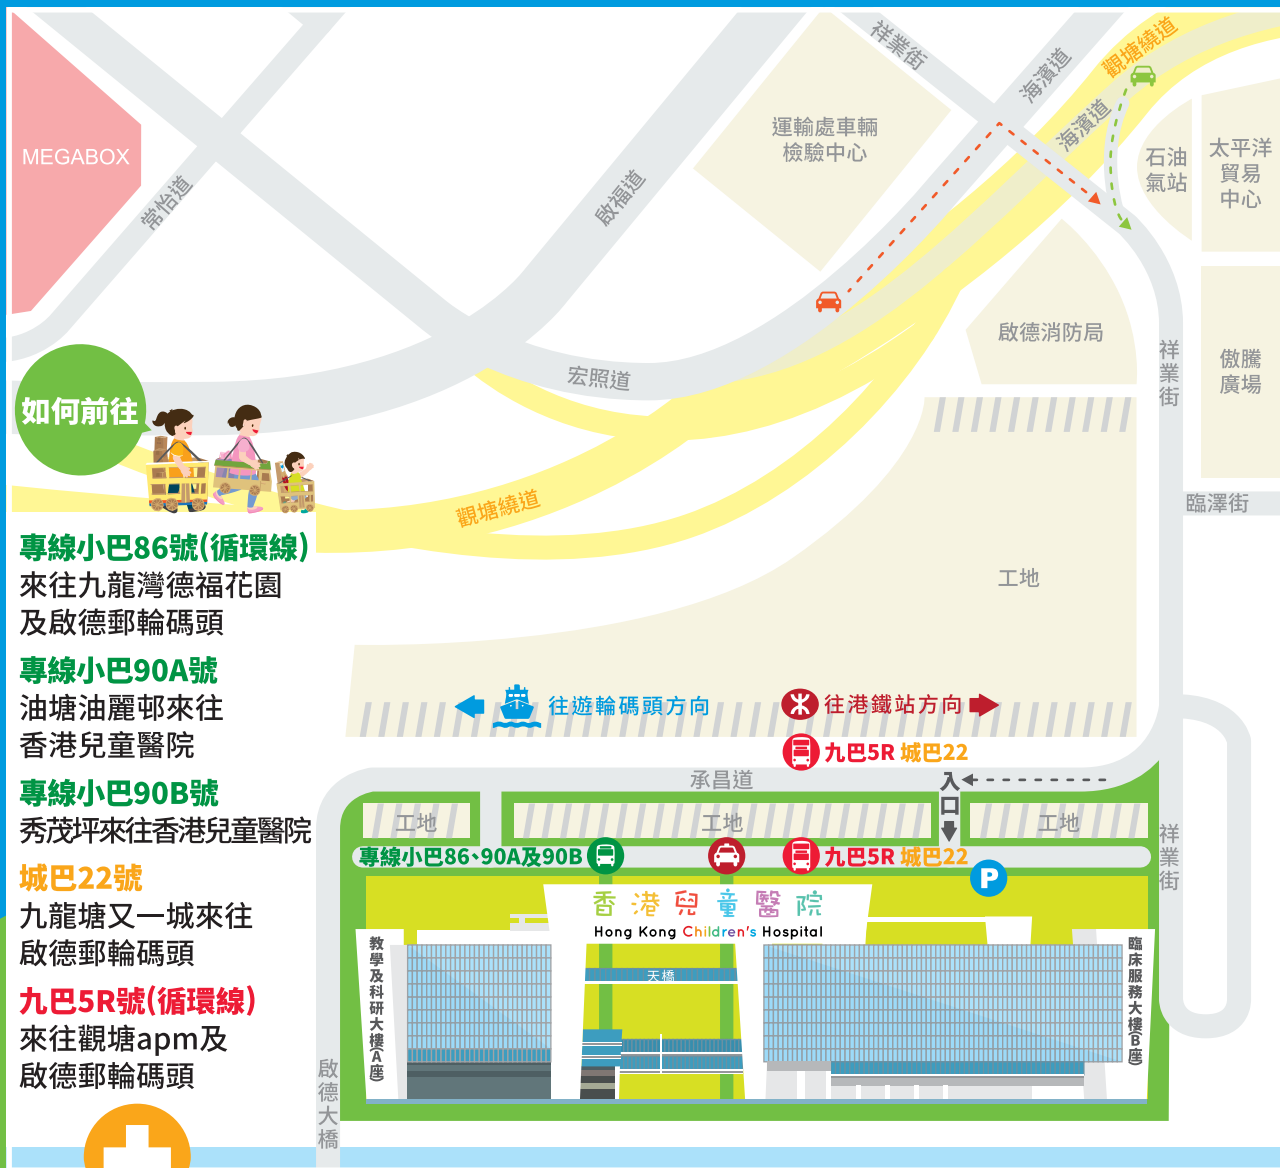 MEGABOX
常怡道
啟福道
祥業街
海濱道
觀塘繞道
海濱道
運輸處車輛
檢驗中心
石油
氣站
太平洋
貿易
中心
啟德消防局
祥業街
傲騰
廣場
宏照道
臨澤街
觀塘繞道
工地
如何前往
專線小巴86號(循環線)
來往九龍灣德福花園
及啟德郵輪碼頭
專線小巴90A號
油塘油麗邨來往
香港兒童醫院
專線小巴90B號
秀茂坪來往香港兒童醫院
城巴22號
九龍塘又一城來往
啟德郵輪碼頭
九巴5R號(循環線)
來往觀塘apm及
啟德郵輪碼頭
往遊輪碼頭方向
往港鐵站方向
九巴5R 城巴22
承昌道
入口
工地
工地
工地
專線小巴86、90A及90B
九巴5R 城巴22
P
祥業街
香港兒童醫院
Hong Kong Children's Hospital
天橋
教學及科研大樓(A座)
臨床服務大樓(B座)
啟德大橋